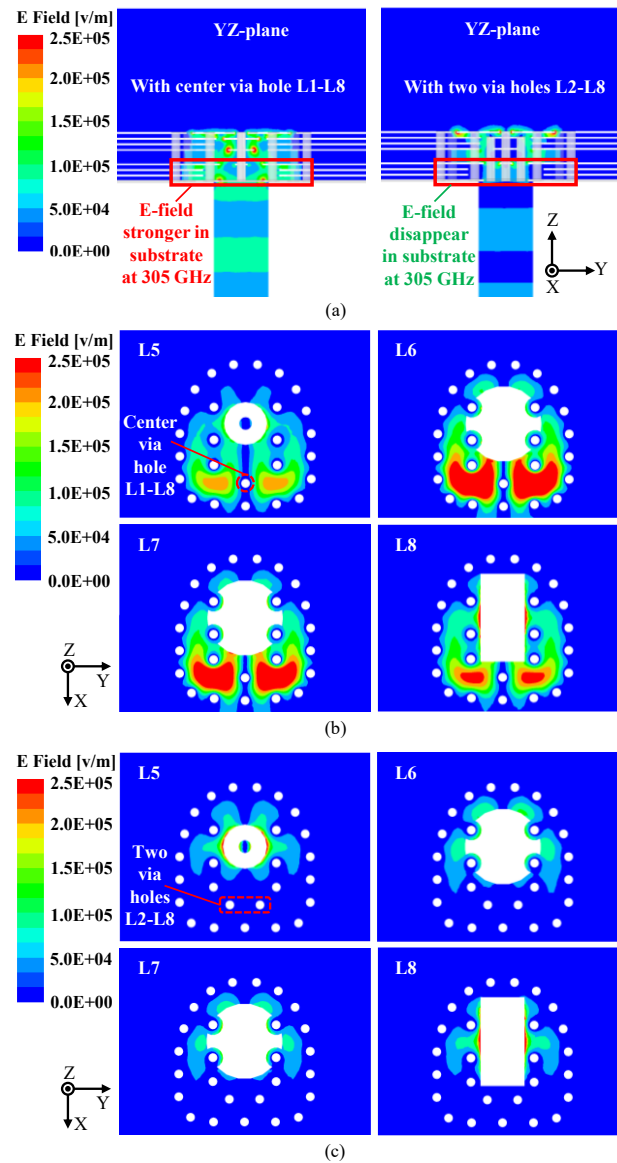 E Field [v/m]
2.5E+05
2.0E+05
1.5E+05
1.0E+05
5.0E+04
0.0E+00
YZ-plane
With center via hole L1-L8
E-field
stronger in
substrate
at 305 GHz
YZ-plane
With two via holes L2-L8
E-field
disappear
in substrate
at 305 GHz
Z
Y
X
(a)
E Field [v/m]
2.5E+05
2.0E+05
1.5E+05
1.0E+05
5.0E+04
0.0E+00
L5
Center
via
hole
L1-L8
L6
L7
L8
Z
Y
X
(b)
E Field [v/m]
2.5E+05
2.0E+05
1.5E+05
1.0E+05
5.0E+04
0.0E+00
L5
Two
via
holes
L2-L8
L6
L7
L8
Z
Y
X
(c)